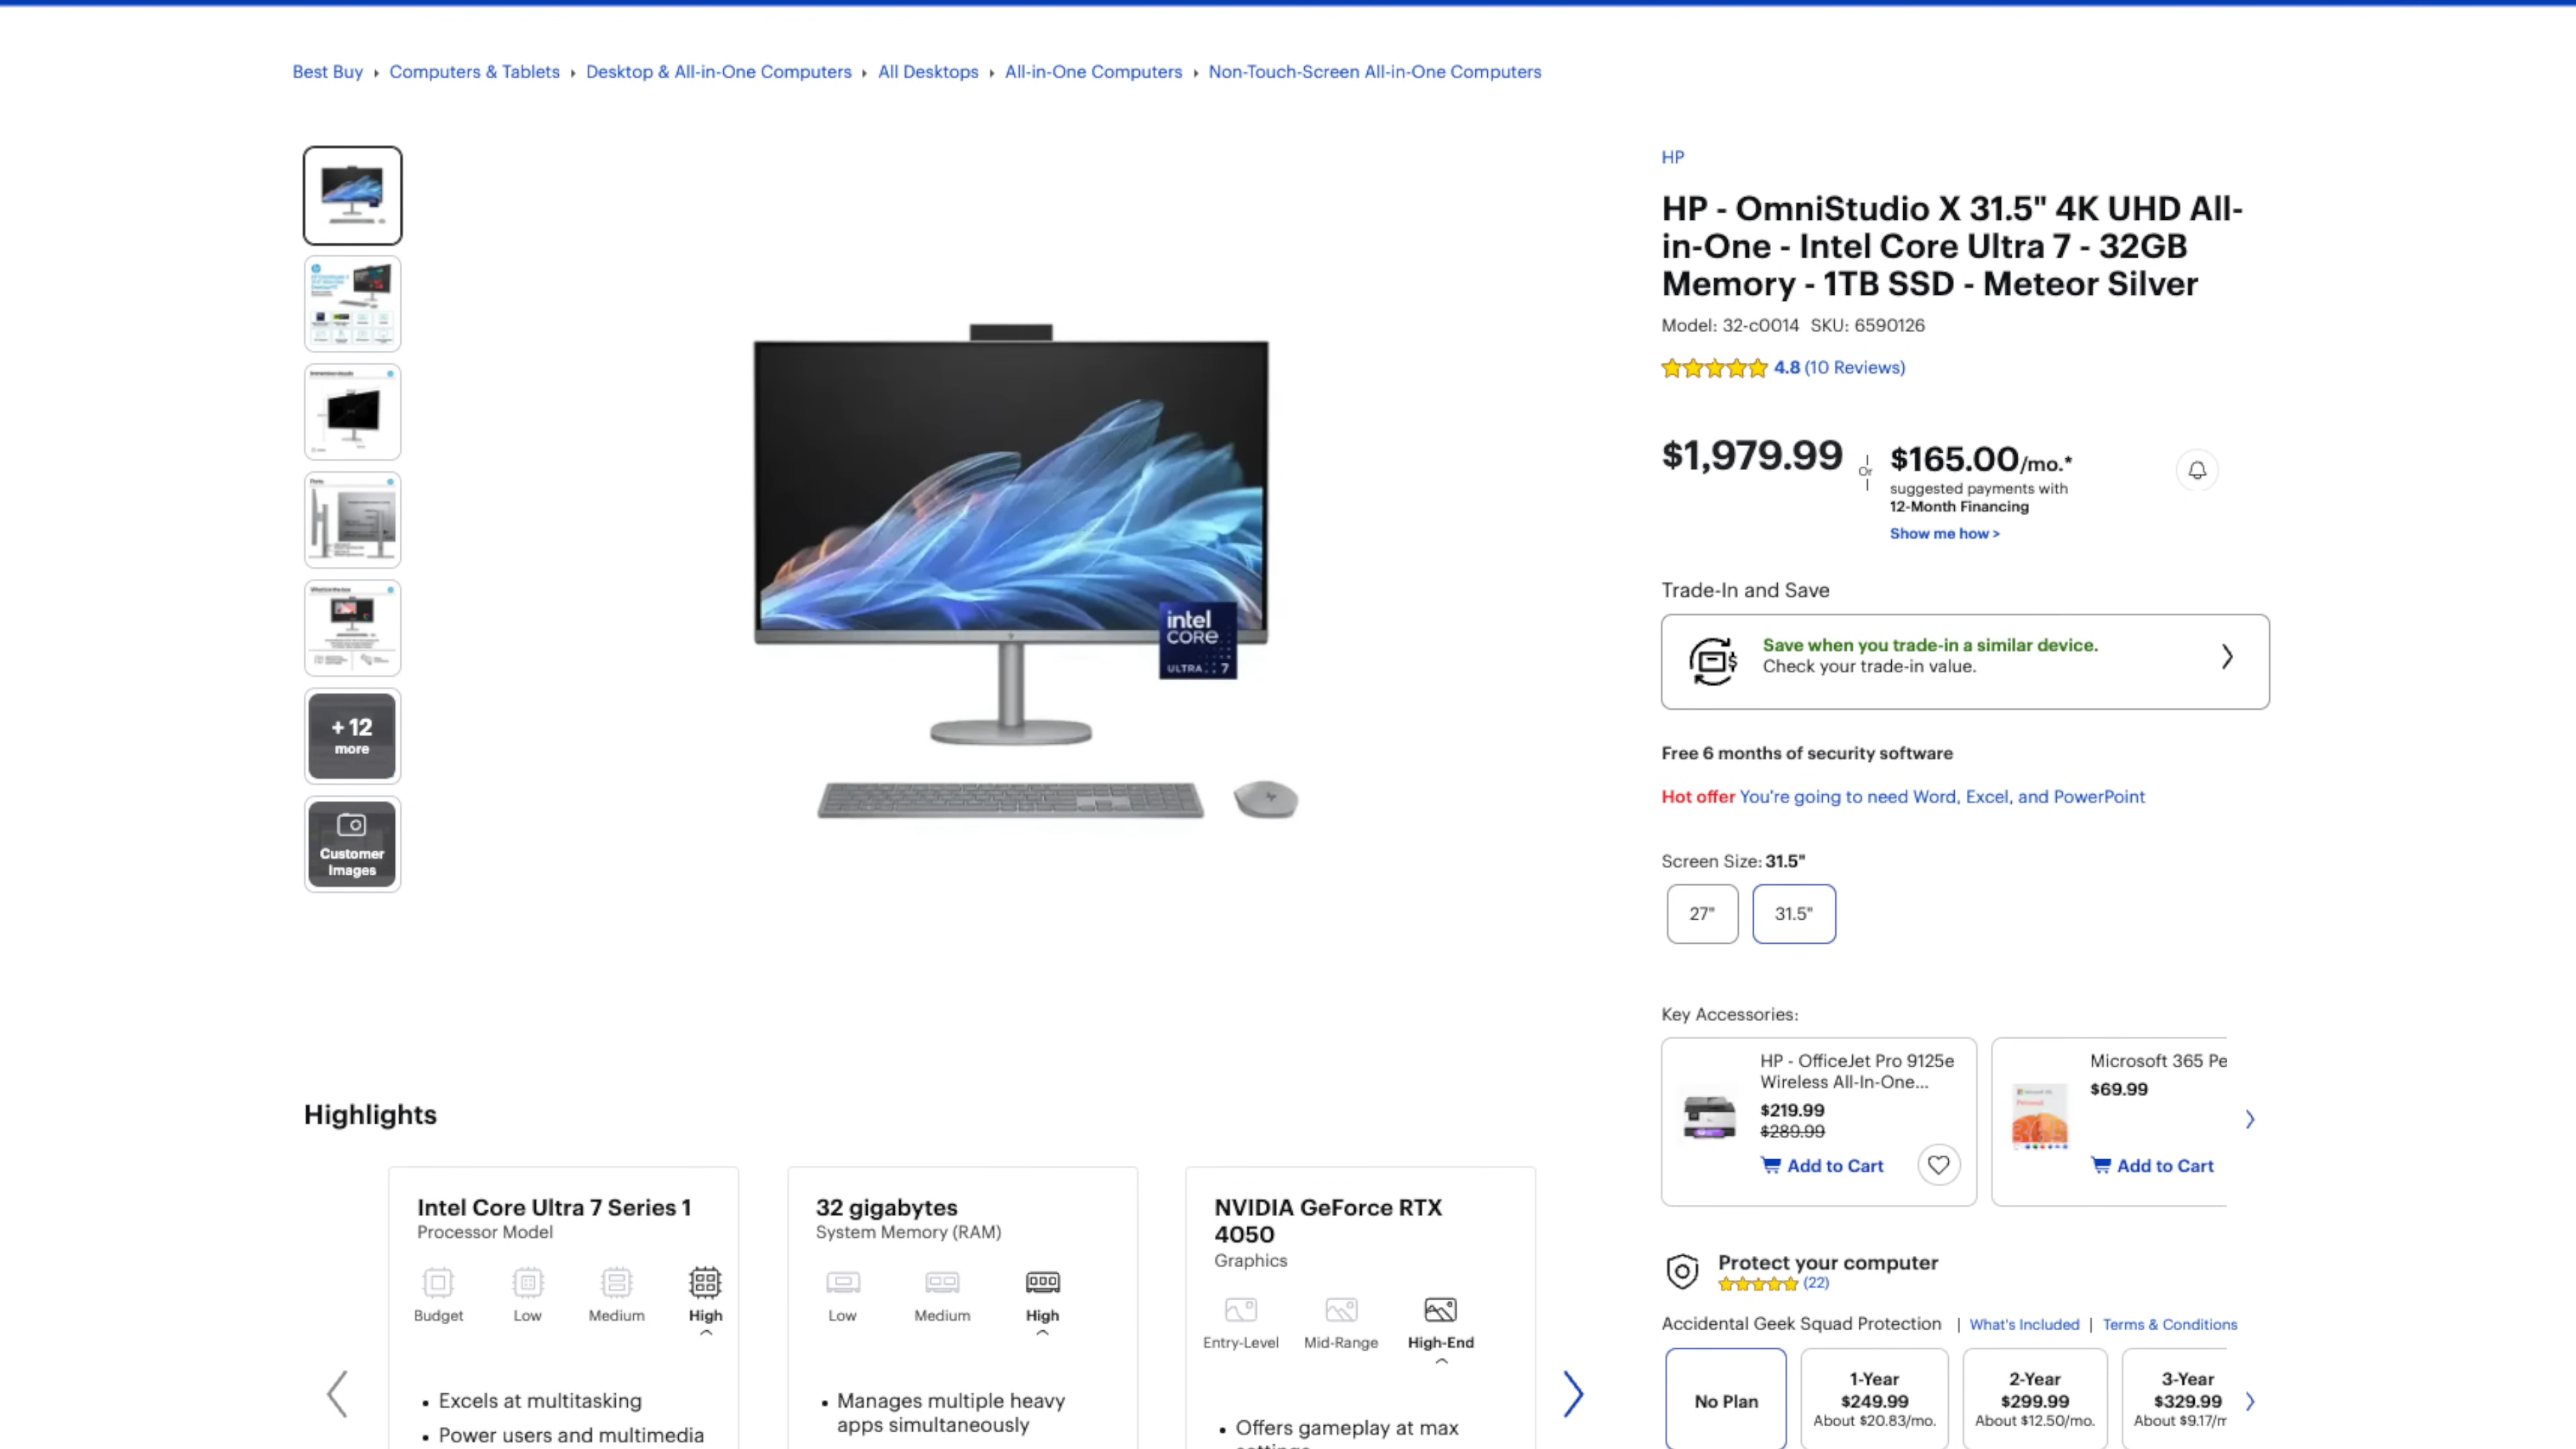 Best Buy
Computers & Tablets
Desktop & All-in-One Computers
All Desktops
All-in-One Computers
Non-Touch-Screen All-in-One Computers
+ 12
more
Customer
Images
intel
CORE
ULTRA 7
HP
HP - OmniStudio X 31.5" 4K UHD All-
in-One - Intel Core Ultra 7 - 32GB
Memory - 1TB SSD - Meteor Silver
Model: 32-c0014 SKU: 6590126
4.8 (10 Reviews)
$1,979.99
Or
$165.00/mo.*
suggested payments with
12-Month Financing
Show me how >
Trade-In and Save
Save when you trade-in a similar device.
Check your trade-in value.
Free 6 months of security software
Hot offer You're going to need Word, Excel, and PowerPoint
Screen Size: 31.5"
27"
31.5"
Key Accessories:
HP - OfficeJet Pro 9125e
Wireless All-In-One...
$219.99
$289.99
Add to Cart
Microsoft 365 Pe
$69.99
Add to Cart
Protect your computer
(22)
Accidental Geek Squad Protection | What's Included | Terms & Conditions
No Plan
1-Year
$249.99
About $20.83/mo.
2-Year
$299.99
About $12.50/mo.
3-Year
$329.99
About $9.17/m
Highlights
Intel Core Ultra 7 Series 1
Processor Model
Budget
Low
Medium
High
• Excels at multitasking
• Power users and multimedia
32 gigabytes
System Memory (RAM)
Low
Medium
High
• Manages multiple heavy
apps simultaneously
NVIDIA GeForce RTX
4050
Graphics
Entry-Level
Mid-Range
High-End
• Offers gameplay at max